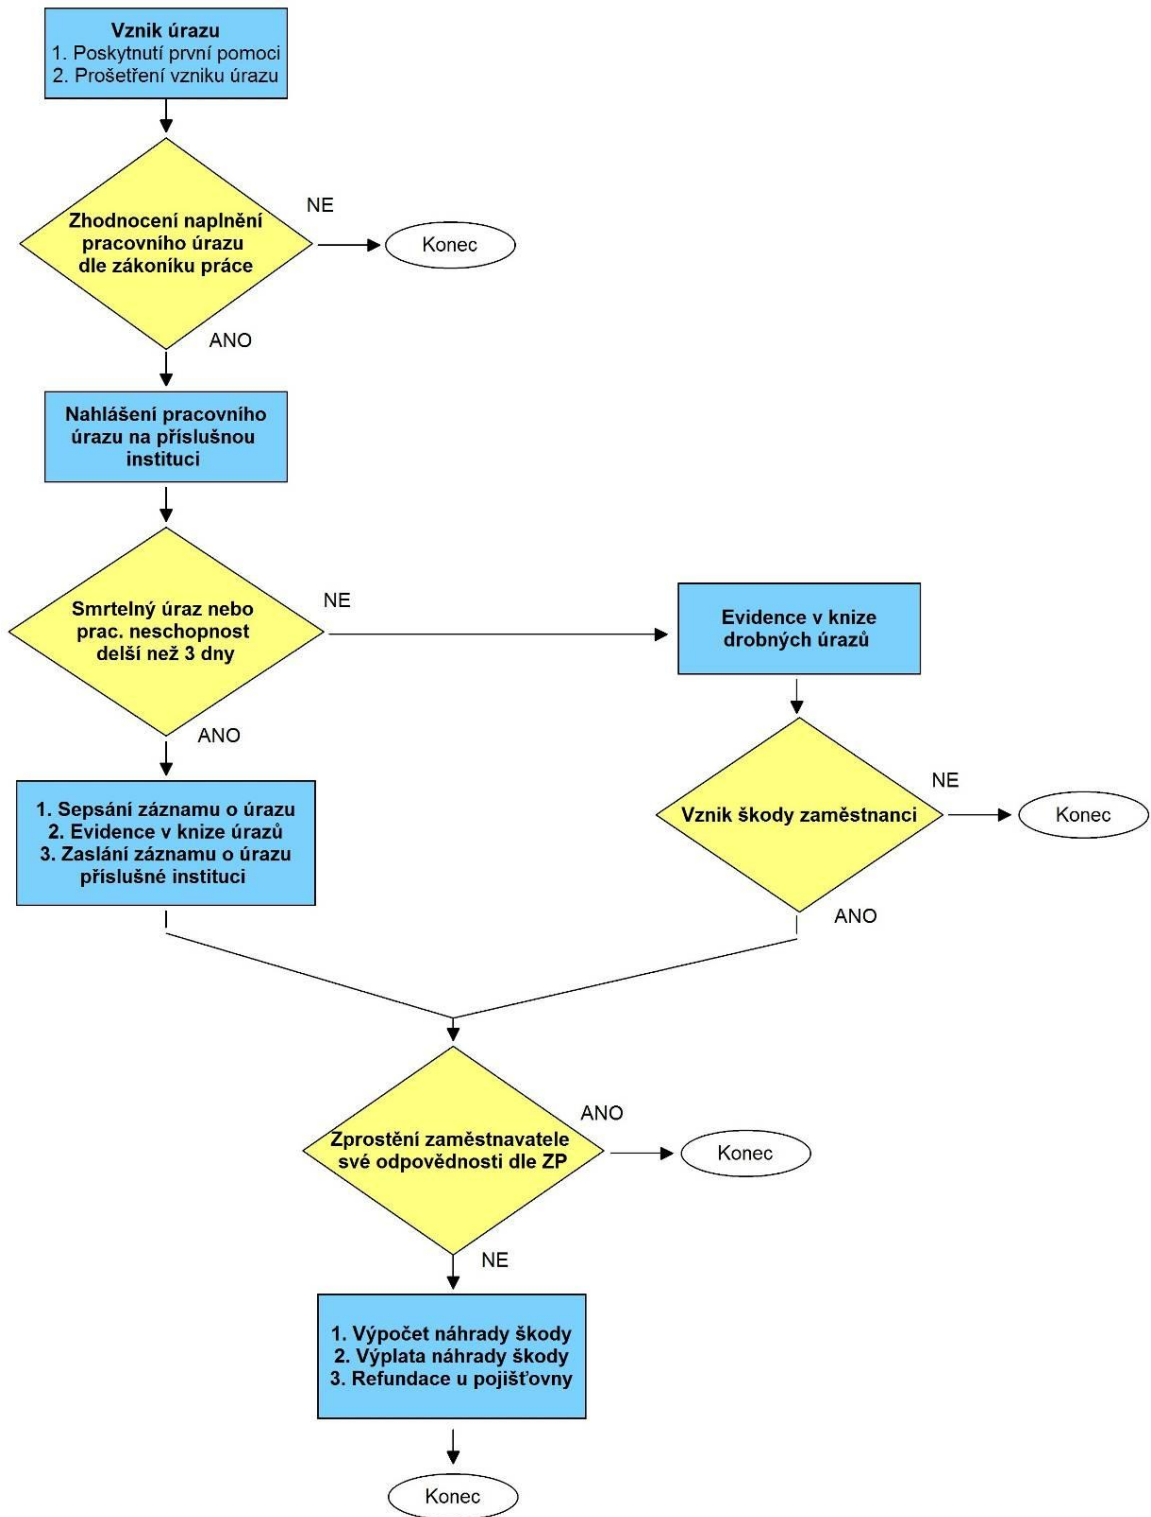 Vznik úrazu
1. Poskytnutí první pomoci
2. Prošetření vzniku úrazu
Zhodnocení naplnění
pracovního úrazu
dle zákoníku práce
NE
Konec
ANO
Nahlášení pracovního
úrazu na příslušnou
instituci
Smrtelný úraz nebo
prac. neschopnost
delší než 3 dny
NE
Evidence v knize
drobných úrazů
ANO
1. Sepsání záznamu o úrazu
2. Evidence v knize úrazů
3. Zaslání záznamu o úrazu
příslušné instituci
Vznik škody zaměstnanci
NE
Konec
ANO
Zprostění zaměstnavatele
své odpovědnosti dle ZP
ANO
Konec
NE
1. Výpočet náhrady škody
2. Výplata náhrady škody
3. Refundace u pojišťovny
Konec